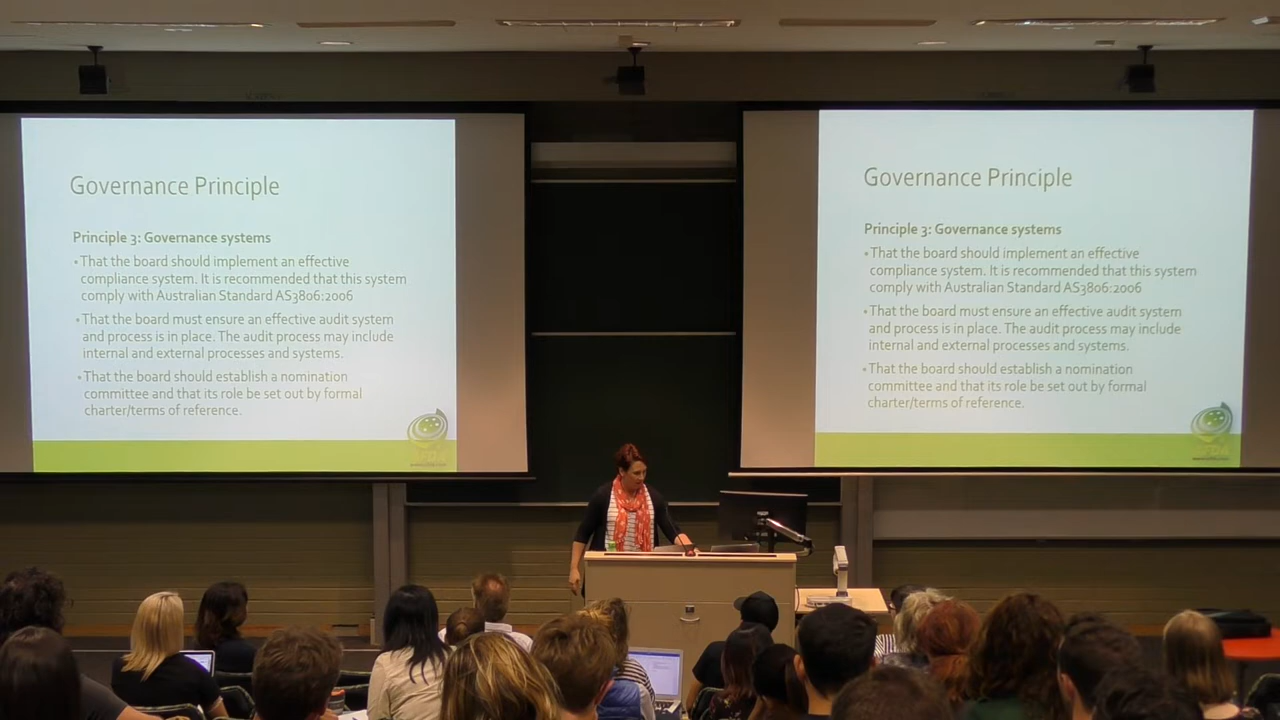 Governance Principle
Principle 3: Governance systems
•That the board should implement an effective
compliance system. It is recommended that this system
comply with Australian Standard AS3806:2006
•That the board must ensure an effective audit system
and process is in place. The audit process may include
internal and external processes and systems.
•That the board should establish a nomination
committee and that its role be set out by formal
charter/terms of reference.
Governance Principle
Principle 3: Governance systems
•That the board should implement an effective
compliance system. It is recommended that this system
comply with Australian Standard AS3806:2006
•That the board must ensure an effective audit system
and process is in place. The audit process may include
internal and external processes and systems.
•That the board should establish a nomination
committee and that its role be set out by formal
charter/terms of reference.